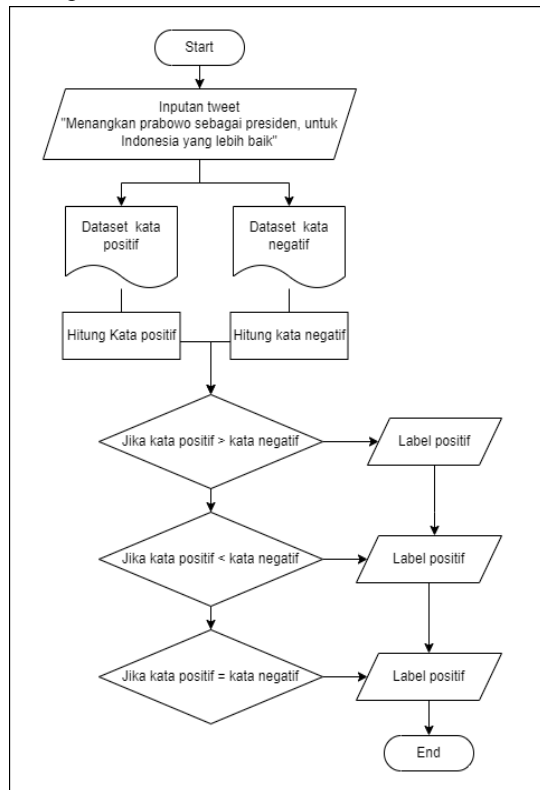 Start
Inputan tweet
"Menangkan prabowo sebagai presiden, untuk
Indonesia yang lebih baik"
Dataset kata
positif
Dataset kata
negatif
Hitung Kata positif
Hitung kata negatif
Jika kata positif > kata negatif
Label positif
Jika kata positif < kata negatif
Label positif
Jika kata positif = kata negatif
Label positif
End